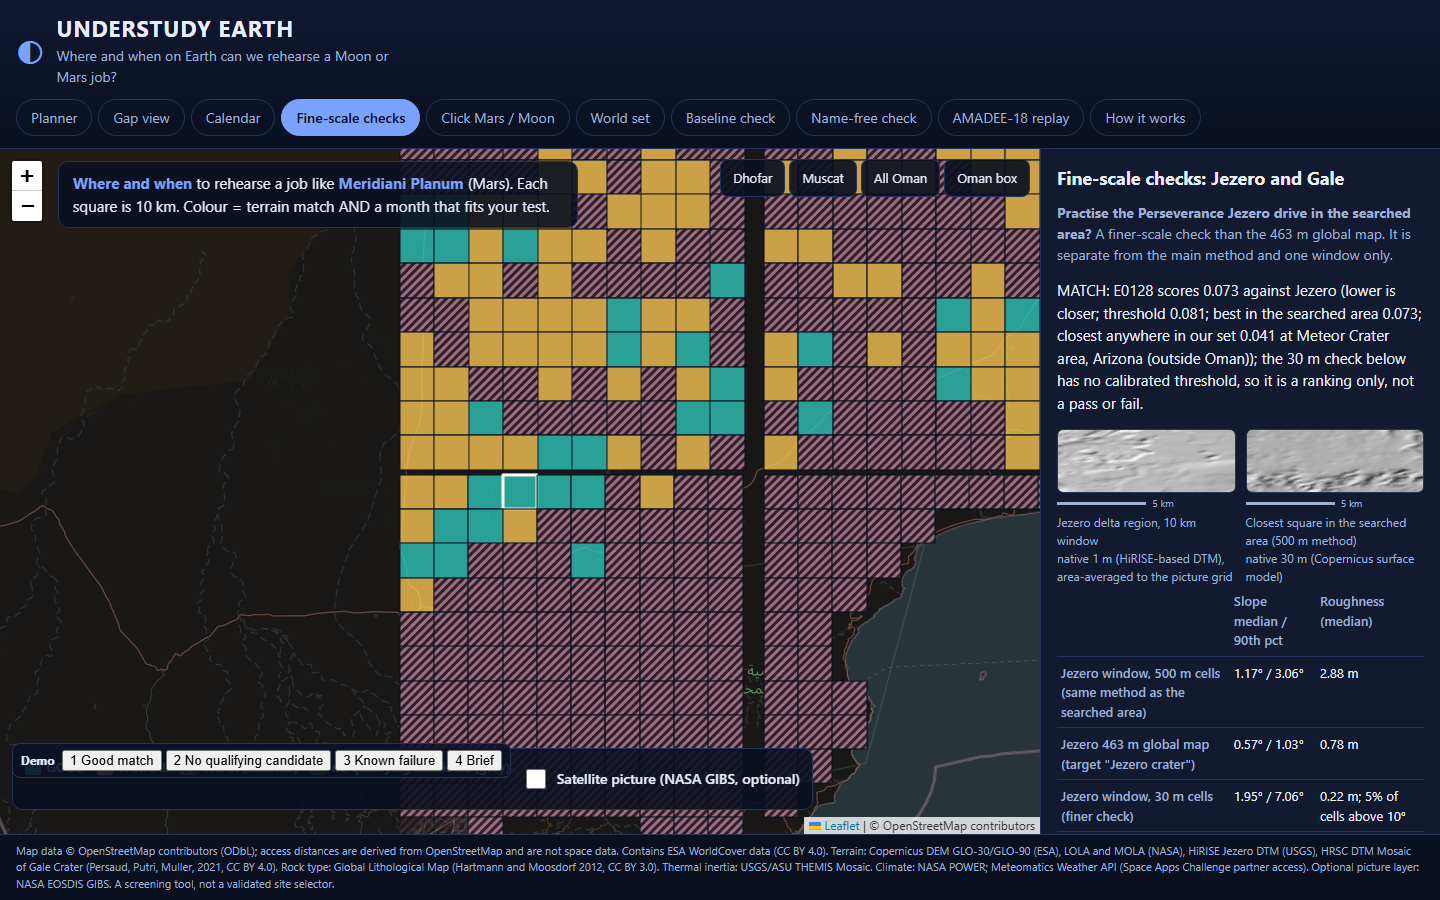 UNDERSTUDY EARTH
Where and when on Earth can we rehearse a Moon or
Mars job?
Planner
Gap view
Calendar
Fine-scale checks
Click Mars / Moon
World set
Baseline check
Name-free check
AMADEE-18 replay
How it works
+
−
Where and when to rehearse a job like Meridiani Planum (Mars). Each
square is 10 km. Colour = terrain match AND a month that fits your test.
Dhofar
Muscat
All Oman
Oman box
Demo
1 Good match
2 No qualifying candidate
3 Known failure
4 Brief
Satellite picture (NASA GIBS, optional)
Leaflet | © OpenStreetMap contributors
Fine-scale checks: Jezero and Gale
Practise the Perseverance Jezero drive in the searched
area? A finer-scale check than the 463 m global map. It is
separate from the main method and one window only.
MATCH: E0128 scores 0.073 against Jezero (lower is
closer; threshold 0.081; best in the searched area 0.073;
closest anywhere in our set 0.041 at Meteor Crater
area, Arizona (outside Oman)); the 30 m check below
has no calibrated threshold, so it is a ranking only, not
a pass or fail.
5 km
Jezero delta region, 10 km
window
native 1 m (HiRISE-based DTM),
area-averaged to the picture grid
5 km
Closest square in the searched
area (500 m method)
native 30 m (Copernicus surface
model)
Slope
median /
90th pct
Roughness
(median)
Jezero window, 500 m cells
(same method as the
searched area)
1.17° / 3.06°
2.88 m
Jezero 463 m global map
(target "Jezero crater")
0.57° / 1.03°
0.78 m
Jezero window, 30 m cells
(finer check)
1.95° / 7.06°
0.22 m; 5% of
cells above 10°
Map data © OpenStreetMap contributors (ODbL); access distances are derived from OpenStreetMap and are not space data. Contains ESA WorldCover data (CC BY 4.0). Terrain: Copernicus DEM GLO-30/GLO-90 (ESA), LOLA and MOLA (NASA), HiRISE Jezero DTM (USGS), HRSC DTM Mosaic
of Gale Crater (Persaud, Putri, Muller, 2021, CC BY 4.0). Rock type: Global Lithological Map (Hartmann and Moosdorf 2012, CC BY 3.0). Thermal inertia: USGS/ASU THEMIS Mosaic. Climate: NASA POWER; Meteomatics Weather API (Space Apps Challenge partner access). Optional picture layer:
NASA EOSDIS GIBS. A screening tool, not a validated site selector.